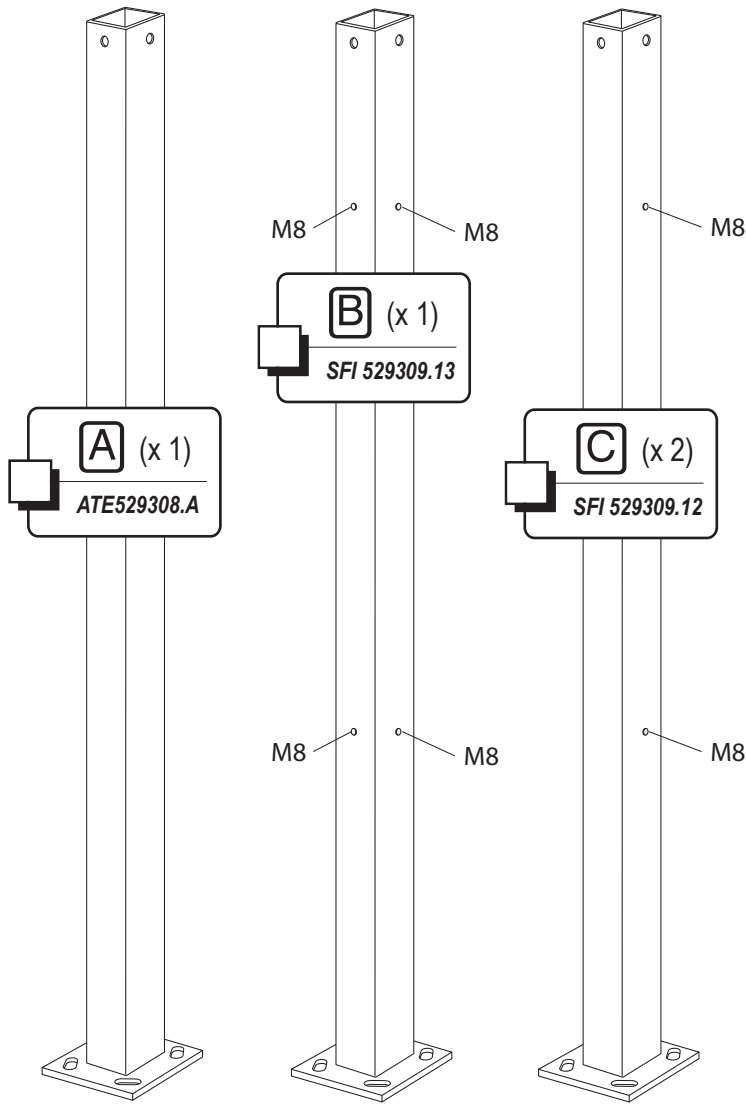 M8
M8
M8
B (x 1)
SFI 529309.13
A (x 1)
ATE529308.A
C (x 2)
SFI 529309.12
M8
M8
M8